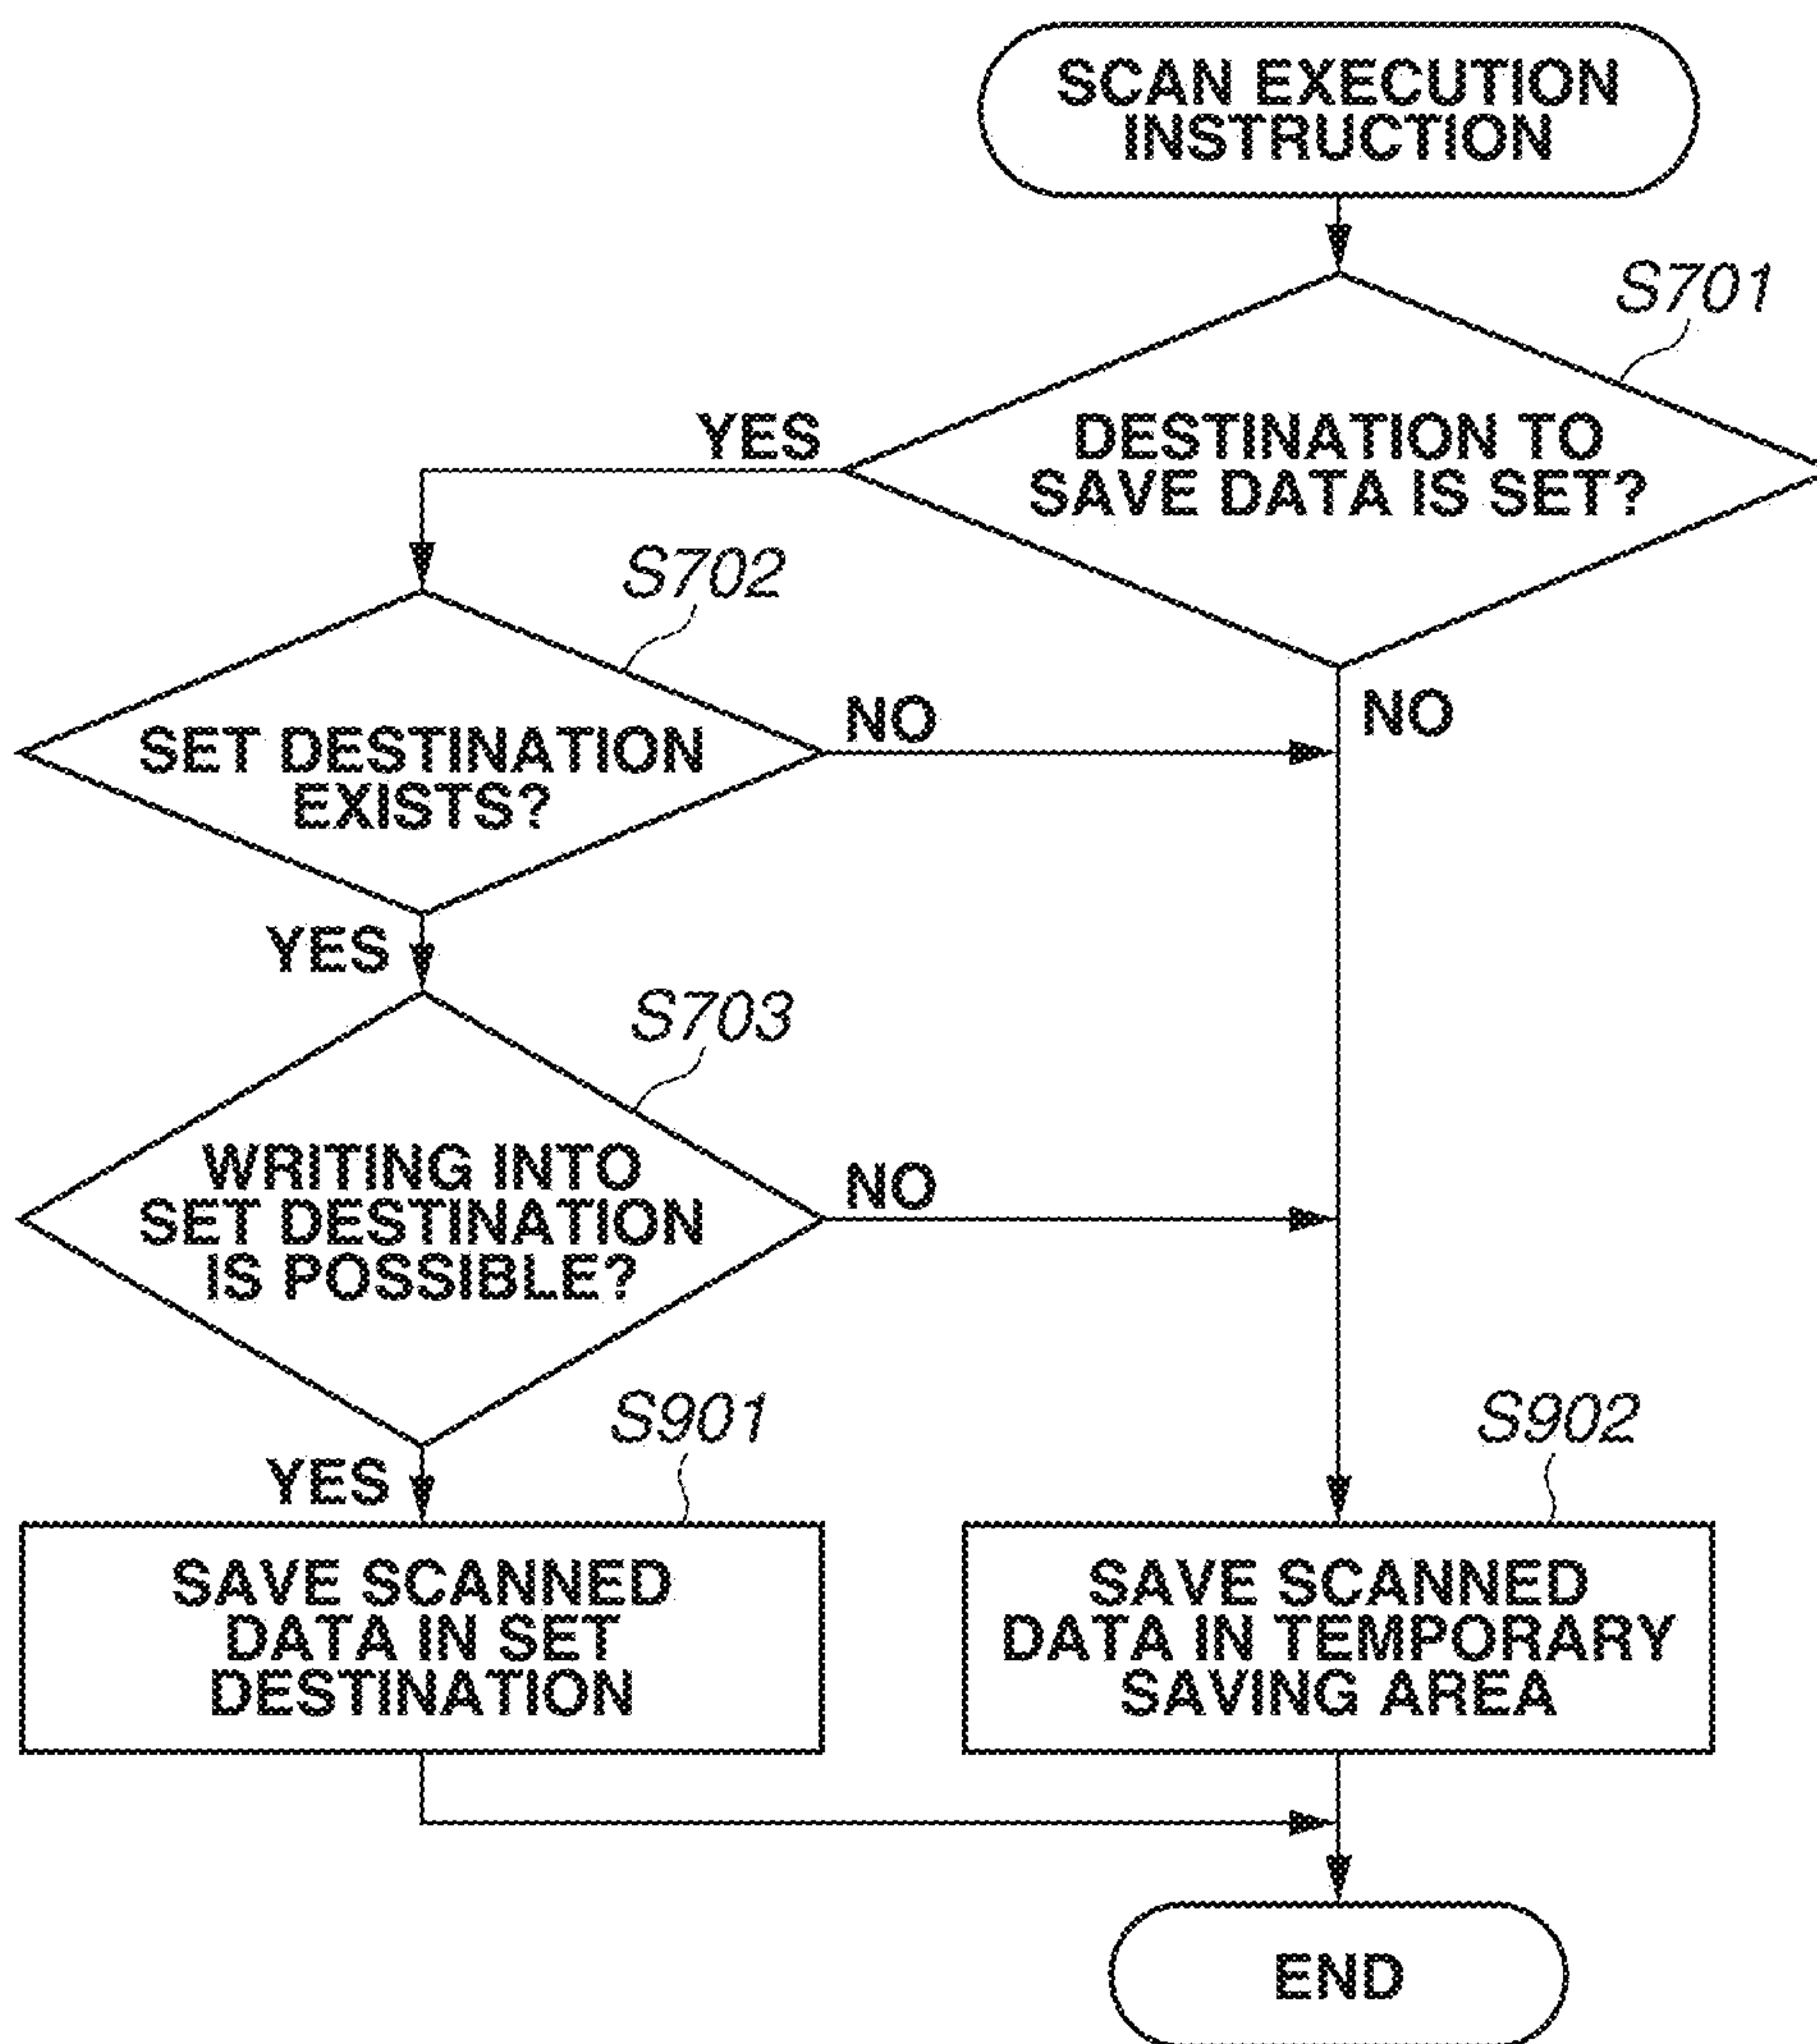 SCAN EXECUTION
INSTRUCTION
S701
DESTINATION TO
SAVE DATA IS SET?
YES
NO
S702
SET DESTINATION
EXISTS?
NO
YES
S703
WRITING INTO
SET DESTINATION
IS POSSIBLE?
NO
YES
S901
SAVE SCANNED
DATA IN SET
DESTINATION
S902
SAVE SCANNED
DATA IN TEMPORARY
SAVING AREA
END